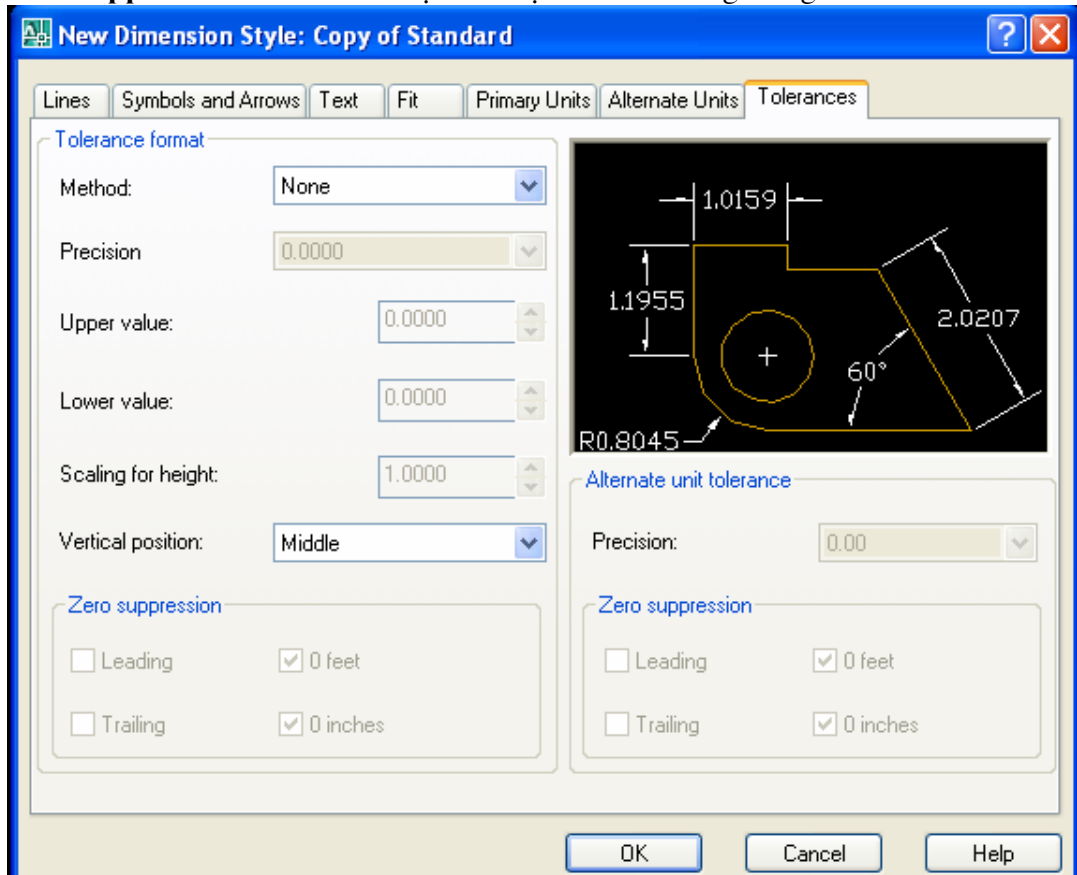 New Dimension Style: Copy of Standard
Lines Symbols and Arrows Text Fit Primary Units Alternate Units Tolerances
Tolerance format
Method: None
Precision 0.0000
Upper value: 0.0000
Lower value: 0.0000
Scaling for height: 1.0000
Vertical position: Middle
Zero suppression
Leading 0 feet
Trailing 0 inches
1.0159
1.1955
2.0207
60°
R0.8045
Alternate unit tolerance
Precision: 0.00
Zero suppression
Leading 0 feet
Trailing 0 inches
OK Cancel Help